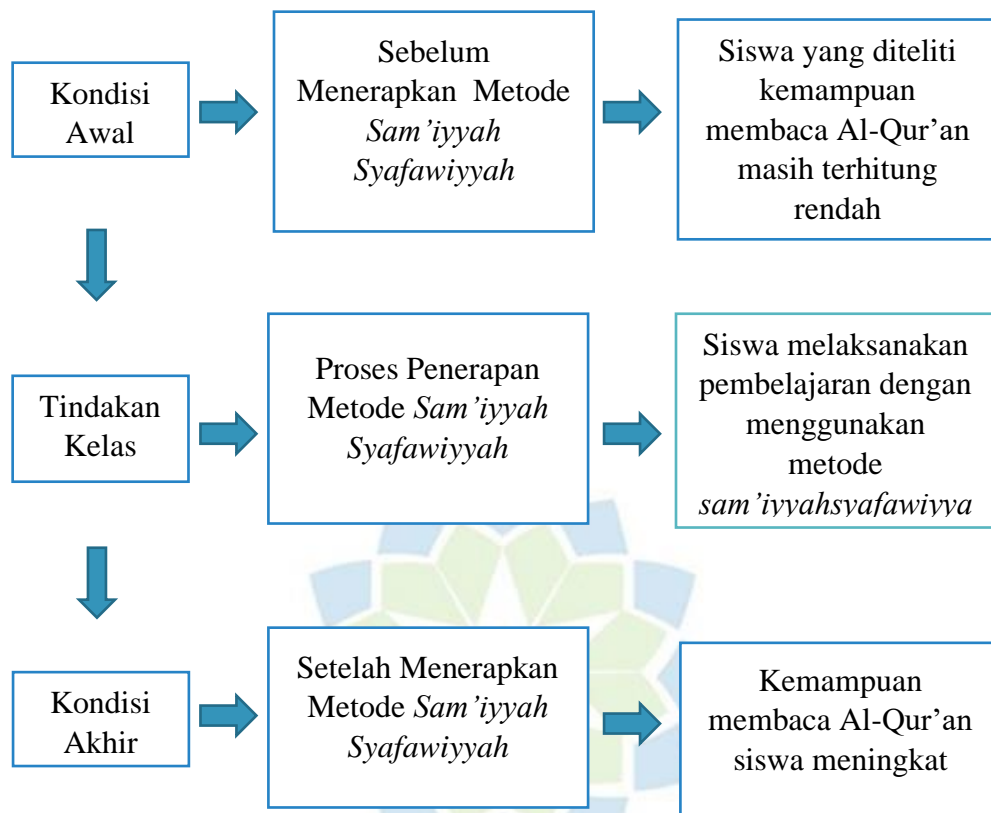 Kondisi
Awal
Sebelum
Menerapkan Metode
Sam’iyyah
Syafawiyyah
Siswa yang diteliti
kemampuan
membaca Al-Qur’an
masih terhitung
rendah
Tindakan
Kelas
Proses Penerapan
Metode Sam’iyyah
Syafawiyyah
Siswa melaksanakan
pembelajaran dengan
menggunakan
metode
sam’iyyahsyafawiyya
Kondisi
Akhir
Setelah Menerapkan
Metode Sam’iyyah
Syafawiyyah
Kemampuan
membaca Al-Qur’an
siswa meningkat